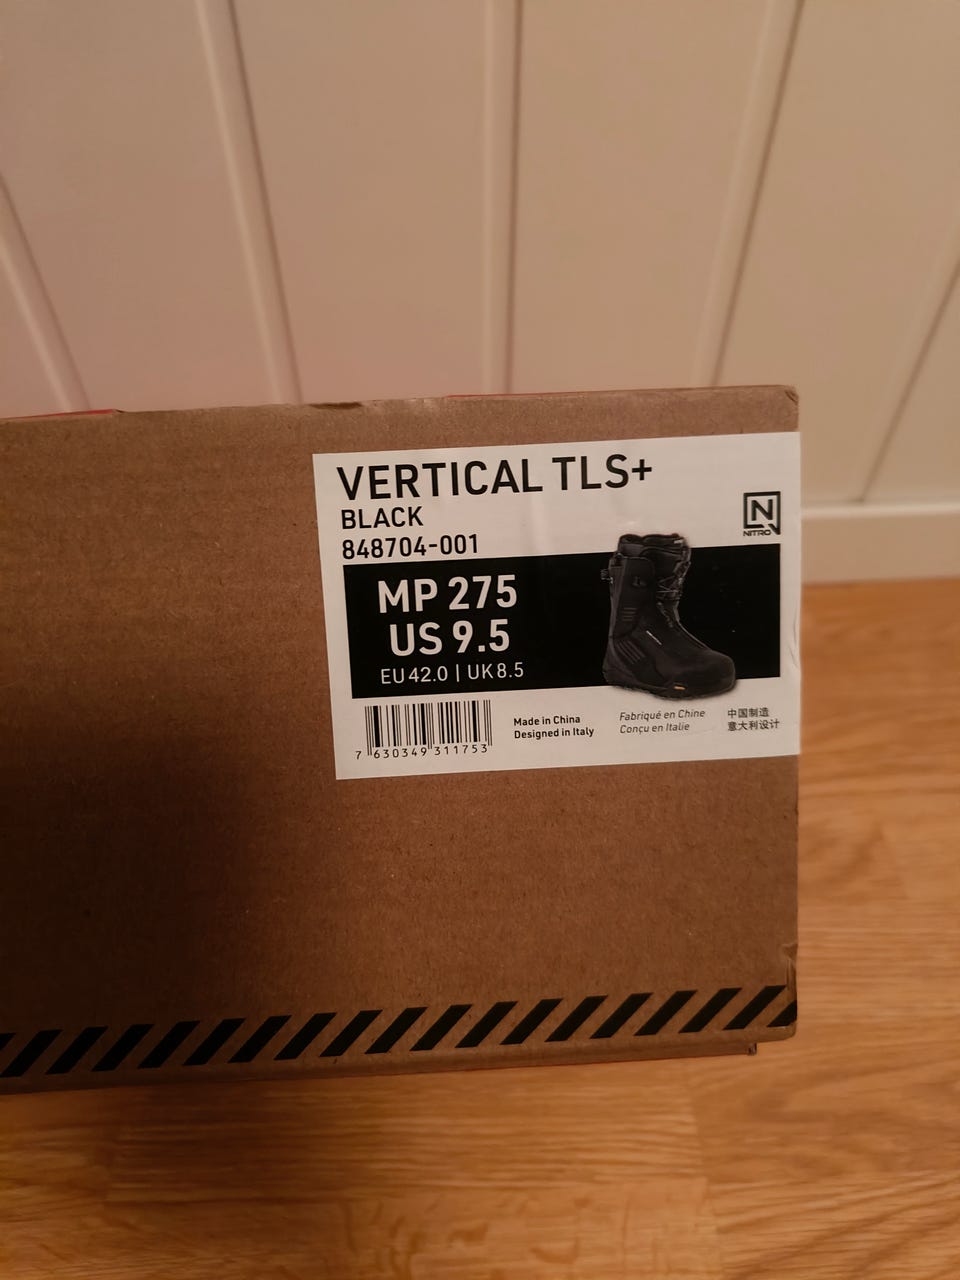 VERTICAL TLS+
BLACK
848704-001
N
NITRO
MP 275
US 9.5
EU 42.0 | UK 8.5
7 630349 311753
Made in China
Designed in Italy
Fabriqué en Chine
Conçu en Italie
中国制造
意大利设计